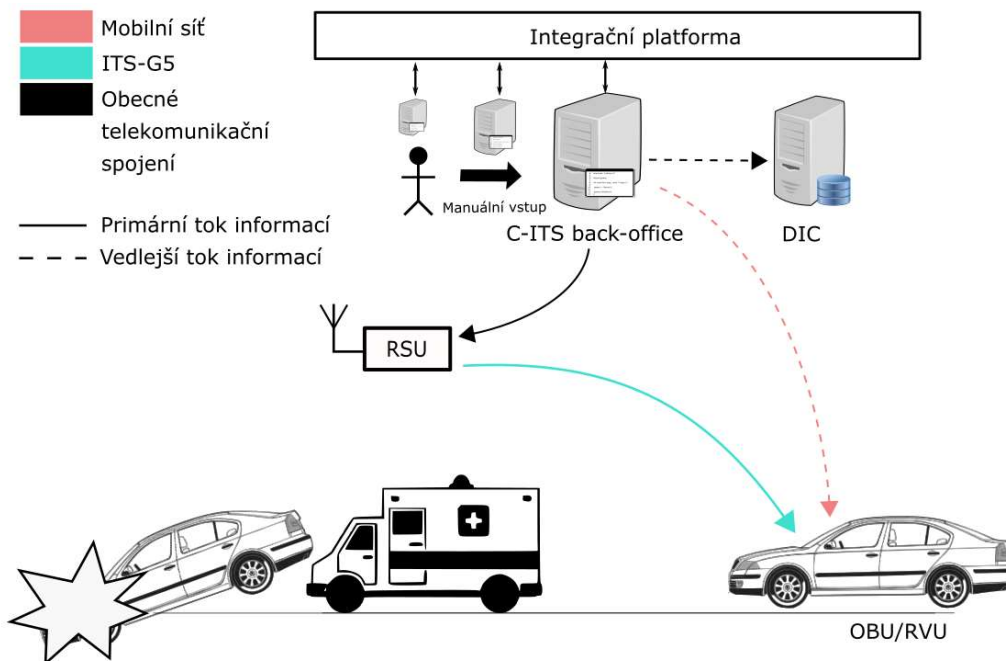 Mobilní síť
ITS-G5
Obecné
telekomunikační
spojení
Primární tok informací
Vedlejší tok informací
Integrační platforma
Manuální vstup
C-ITS back-office
DIC
RSU
OBU/RVU